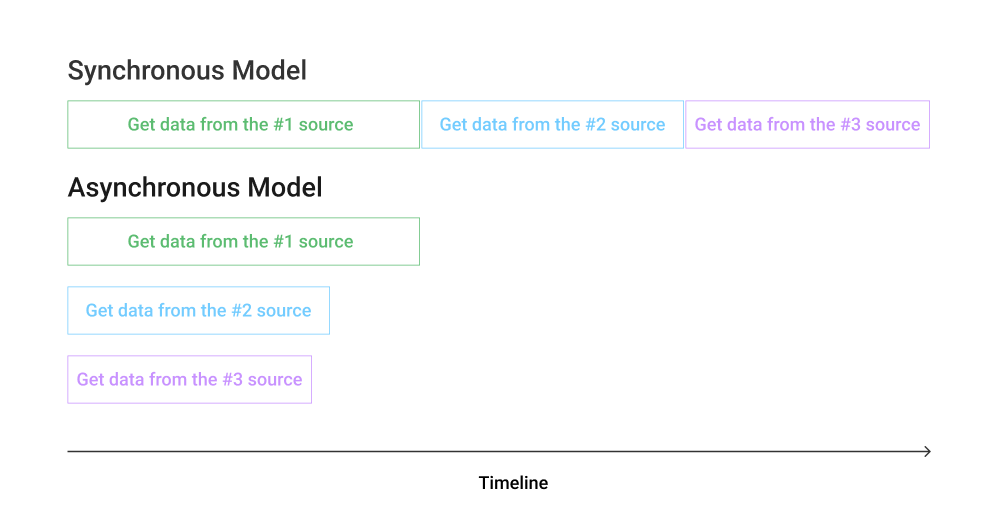 Synchronous Model
Get data from the #1 source
Get data from the #2 source
Get data from the #3 source
Asynchronous Model
Get data from the #1 source
Get data from the #2 source
Get data from the #3 source
Timeline